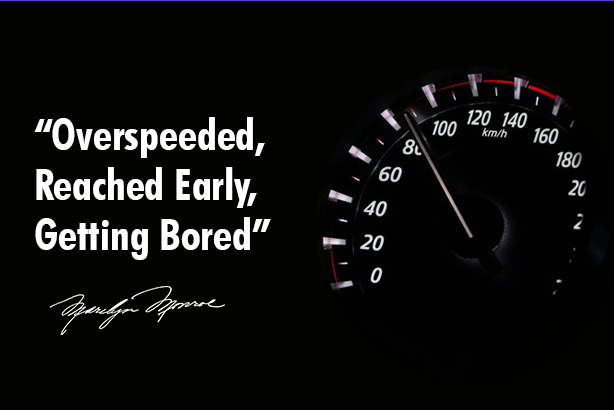 “Overspeeded,
Reached Early,
Getting Bored”
Marilyn Monroe
0
20
40
60
80
100
120
140
160
180
km/h